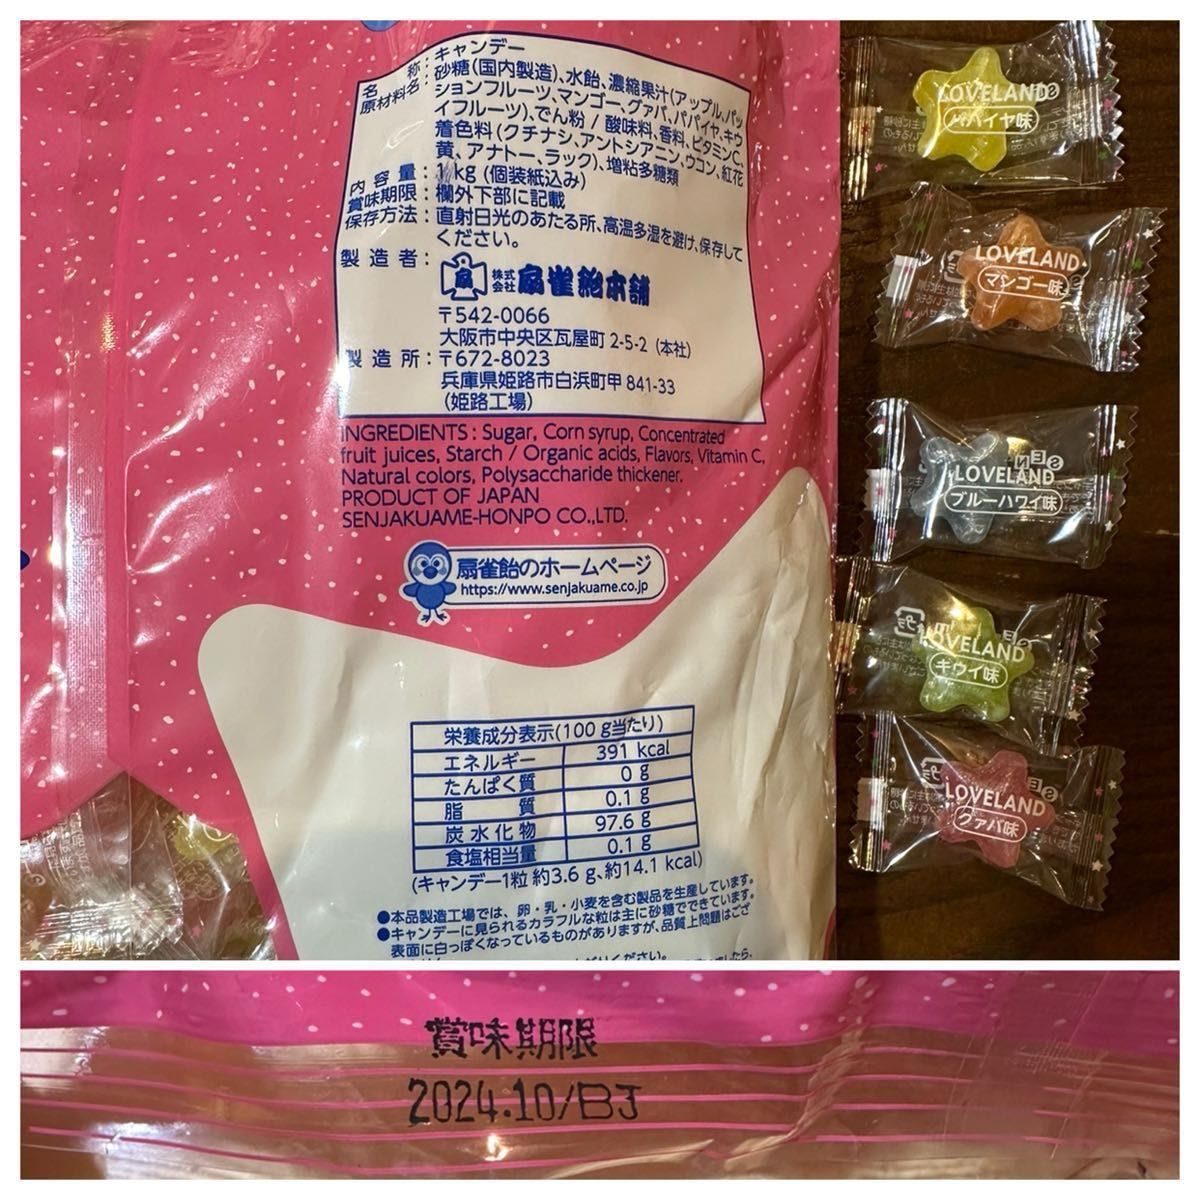 名称：キャンデー
原材料名：砂糖(国内製造)、水飴、濃縮果汁(アップル、パッ
ションフルーツ、マンゴー、グァバ、パパイヤ、キウ
イフルーツ)、でん粉 / 酸味料、香料、ビタミンC、
着色料(クチナシ、アントシアニン、ウコン、紅花
黄、アナトー、ラック)、増粘多糖類
内容量：1kg (個装紙込み)
賞味期限：欄外下部に記載
保存方法：直射日光のあたる所、高温多湿を避け、保存して
ください。
製造者：扇 株式会社 扇雀飴本舗
〒542-0066
大阪市中央区瓦屋町 2-5-2 (本社)
製造所：〒672-8023
兵庫県姫路市白浜町甲 841-33
(姫路工場)
INGREDIENTS : Sugar, Corn syrup, Concentrated
fruit juices, Starch / Organic acids, Flavors, Vitamin C,
Natural colors, Polysaccharide thickener.
PRODUCT OF JAPAN
SENJAKUAME-HONPO CO.,LTD.
扇雀飴のホームページ
https://www.senjakuame.co.jp
栄養成分表示(100 g当たり)
エネルギー 391 kcal
たんぱく質 0 g
脂質 0.1 g
炭水化物 97.6 g
食塩相当量 0.1 g
(キャンデー1粒 約3.6 g、約14.1 kcal)
●本品製造工場では、卵・乳・小麦を含む製品を生産しています。
●キャンデーに見られるカラフルな粒は主に砂糖でできています。
表面に白っぽくなっているものがありますが、品質上問題はござ
LOVELAND
パパイヤ味
LOVELAND
マンゴー味
LOVELAND
ブルーハワイ味
LOVELAND
キウイ味
LOVELAND
グァバ味
賞味期限
2024.10/BJ